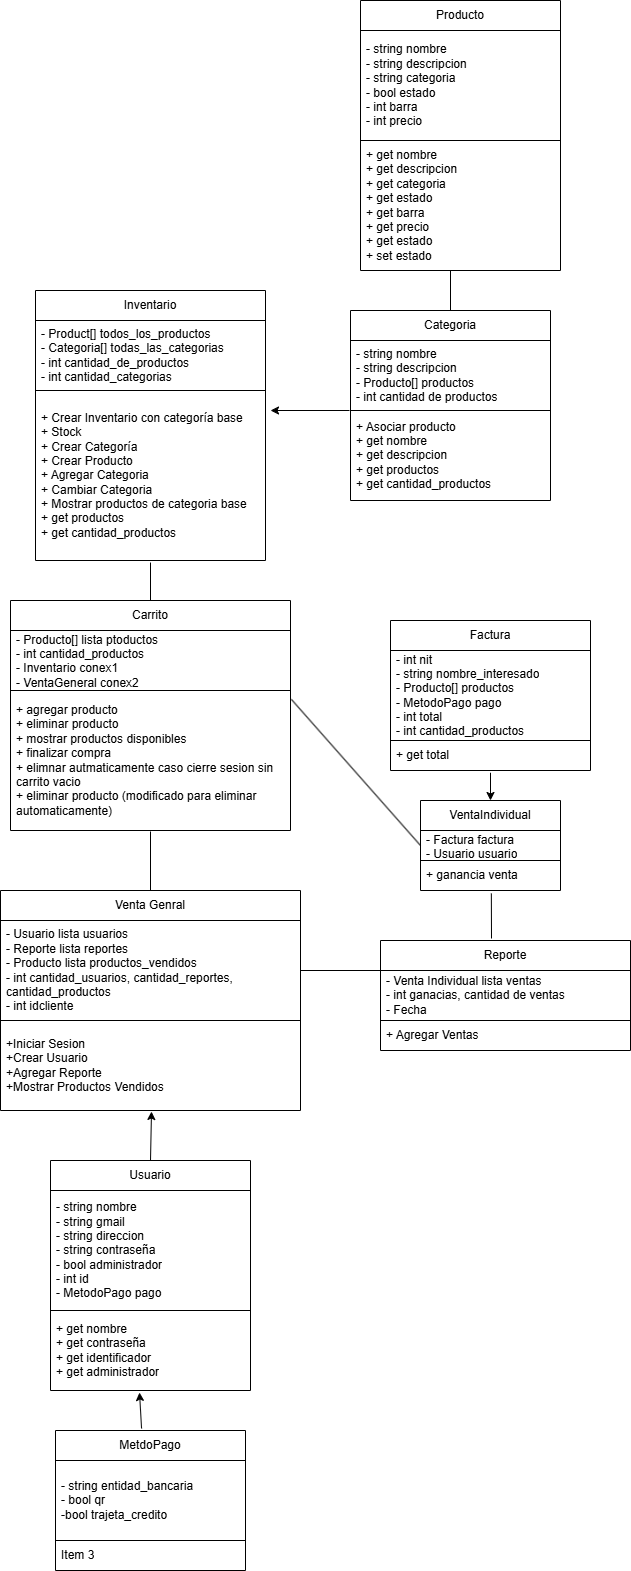 Producto
- string nombre
- string descripcion
- string categoria
- bool estado
- int barra
- int precio
+ get nombre
+ get descripcion
+ get categoria
+ get estado
+ get barra
+ get precio
+ get estado
+ set estado
Inventario
- Product[] todos_los_productos
- Categoria[] todas_las_categorias
- int cantidad_de_productos
- int cantidad_categorias
+ Crear Inventario con categoría base
+ Stock
+ Crear Categoría
+ Crear Producto
+ Agregar Categoria
+ Cambiar Categoria
+ Mostrar productos de categoria base
+ get productos
+ get cantidad_productos
Categoria
- string nombre
- string descripcion
- Producto[] productos
- int cantidad de productos
+ Asociar producto
+ get nombre
+ get descripcion
+ get productos
+ get cantidad_productos
Carrito
- Producto[] lista ptoductos
- int cantidad_productos
- Inventario conex1
- VentaGeneral conex2
+ agregar producto
+ eliminar producto
+ mostrar productos disponibles
+ finalizar compra
+ elimnar autmaticamente caso cierre sesion sin
carrito vacio
+ eliminar producto (modificado para eliminar
automaticamente)
Factura
- int nit
- string nombre_interesado
- Producto[] productos
- MetodoPago pago
- int total
- int cantidad_productos
+ get total
VentaIndividual
- Factura factura
- Usuario usuario
+ ganancia venta
Venta Genral
- Usuario lista usuarios
- Reporte lista reportes
- Producto lista productos_vendidos
- int cantidad_usuarios, cantidad_reportes,
cantidad_productos
- int idcliente
+Iniciar Sesion
+Crear Usuario
+Agregar Reporte
+Mostrar Productos Vendidos
Reporte
- Venta Individual lista ventas
- int ganacias, cantidad de ventas
- Fecha
+ Agregar Ventas
Usuario
- string nombre
- string gmail
- string direccion
- string contraseña
- bool administrador
- int id
- MetodoPago pago
+ get nombre
+ get contraseña
+ get identificador
+ get administrador
MetdoPago
- string entidad_bancaria
- bool qr
-bool trajeta_credito
Item 3